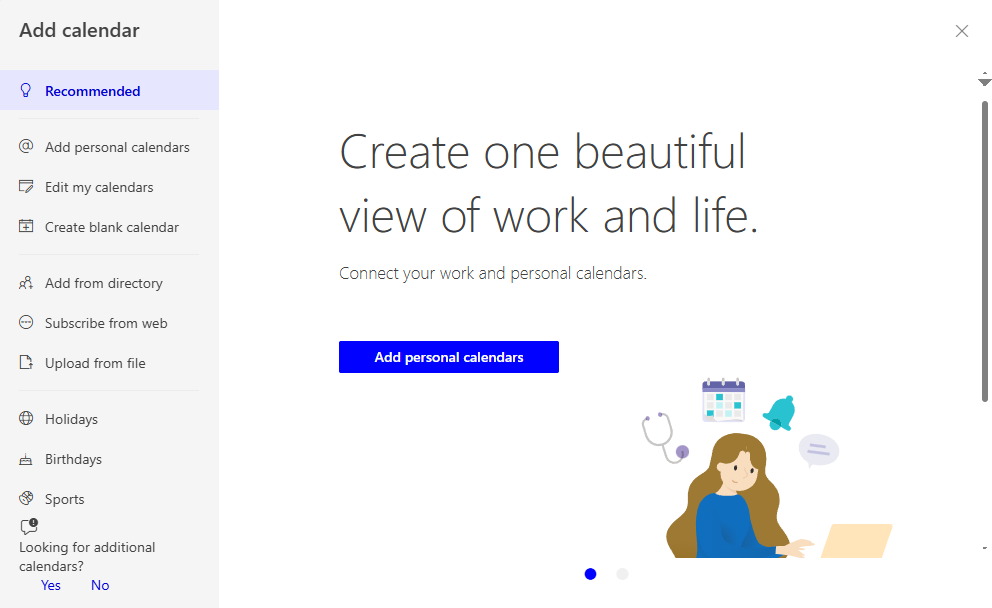 Add calendar
Recommended
Add personal calendars
Edit my calendars
Create blank calendar
Add from directory
Subscribe from web
Upload from file
Holidays
Birthdays
Sports
Looking for additional
calendars?
Yes No
Create one beautiful
view of work and life.
Connect your work and personal calendars.
Add personal calendars